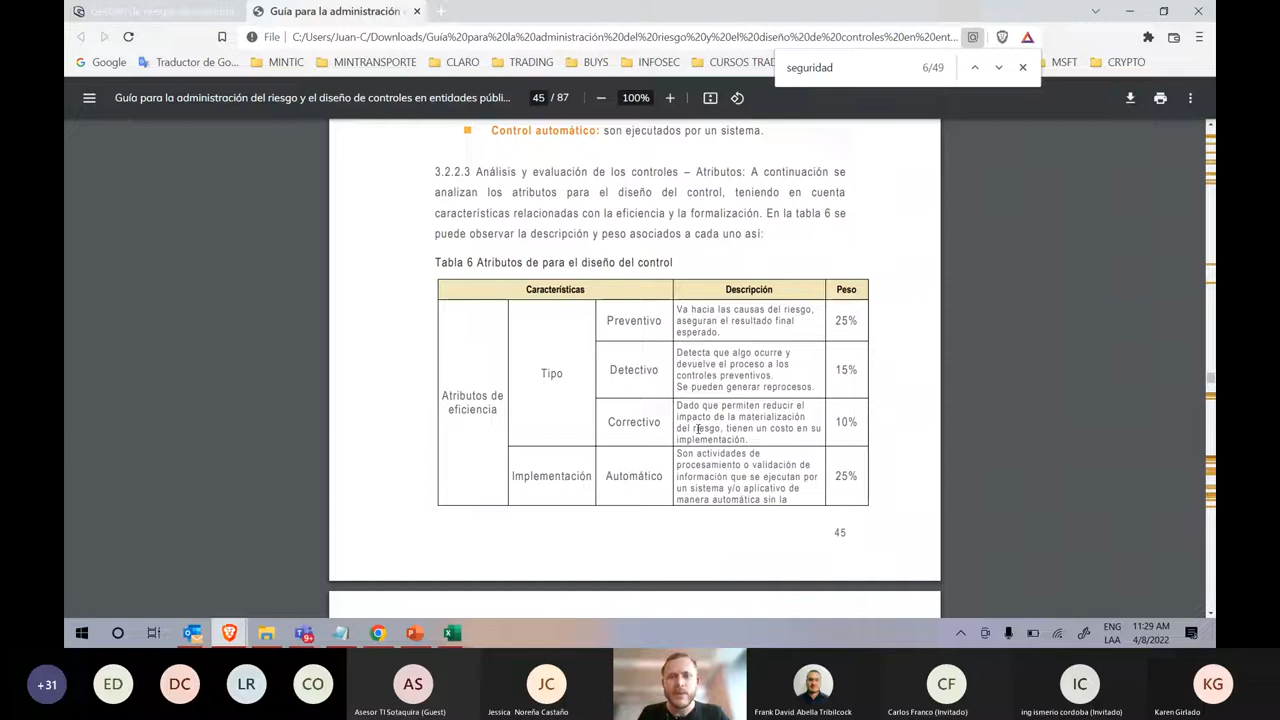 Gestión de riesgos de
Guía para la administración
File
C:/Users/Juan-C/Downloads/Guía%20para%20la%20administración%20del%20riesgo%20y%20el%20diseño%20de%20controles%20en%20ent...
Google
Traductor de Go...
MINTIC
MINTRANSPORTE
CLARO
TRADING
BUYS
INFOSEC
CURSOS TRAD
MSFT
CRYPTO
seguridad
6/49
Guía para la administración del riesgo y el diseño de controles en entidades públi...
45 / 87
100%
Control automático: son ejecutados por un sistema.
3.2.2.3 Análisis y evaluación de los controles – Atributos: A continuación se
analizan los atributos para el diseño del control, teniendo en cuenta
características relacionadas con la eficiencia y la formalización. En la tabla 6 se
puede observar la descripción y peso asociados a cada uno así:
Tabla 6 Atributos de para el diseño del control
Características
Descripción
Peso
Atributos de
eficiencia
Tipo
Preventivo
Va hacia las causas del riesgo,
aseguran el resultado final
esperado.
25%
Detectivo
Detecta que algo ocurre y
devuelve el proceso a los
controles preventivos.
Se pueden generar reprocesos.
15%
Correctivo
Dado que permiten reducir el
impacto de la materialización
del riesgo, tienen un costo en su
implementación.
10%
Implementación
Automático
Son actividades de
procesamiento o validación de
información que se ejecutan por
un sistema y/o aplicativo de
manera automática sin la
25%
45
9+
ENG
LAA
11:29 AM
4/8/2022
+31
ED
DC
LR
CO
AS
Asesor TI Sotaquira (Guest)
JC
Jessica Noreña Castaño
Frank David Abella Tribilcock
CF
Carlos Franco (Invitado)
IC
ing ismerio cordoba (Invitado)
KG
Karen Girlado